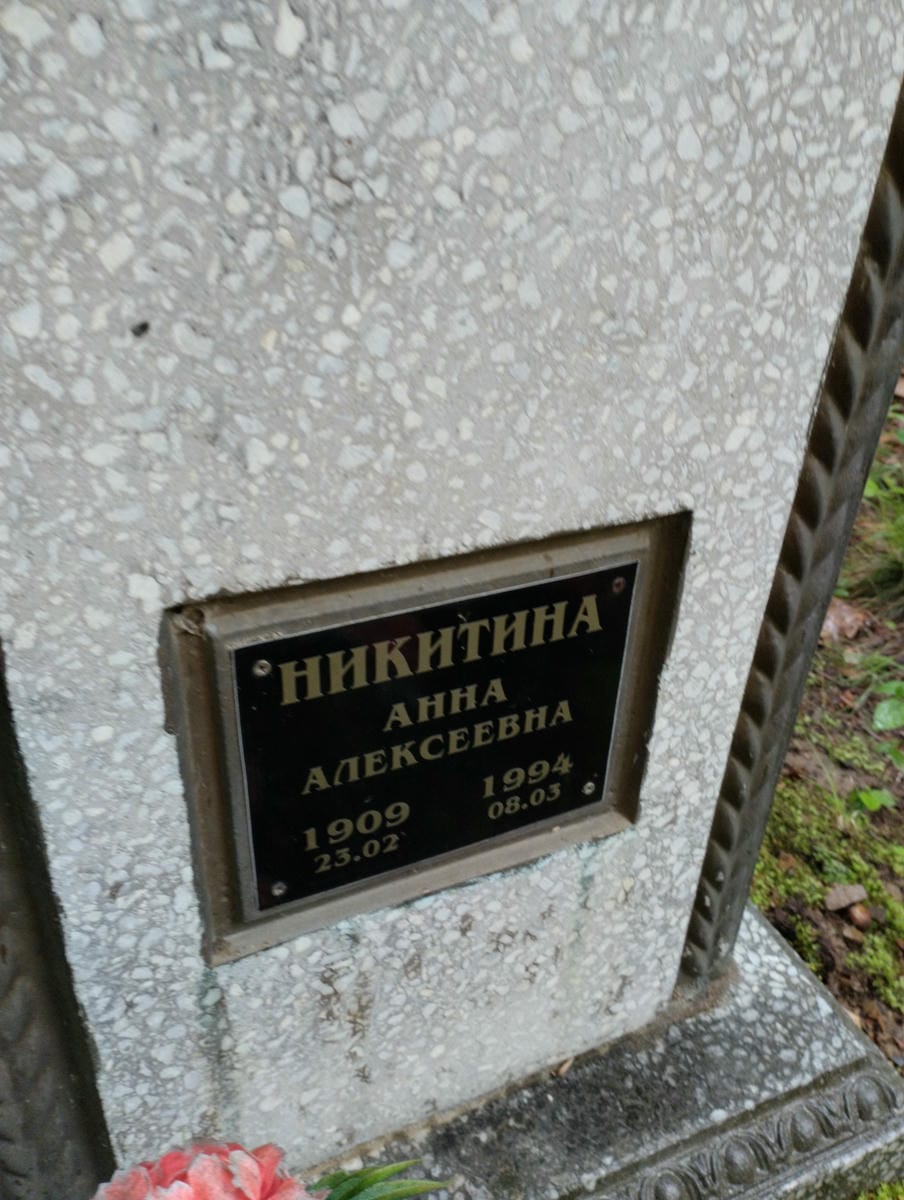 НИКИТИНА
АННА
АЛЕКСЕЕВНА
1909 1994
23.02 08.03